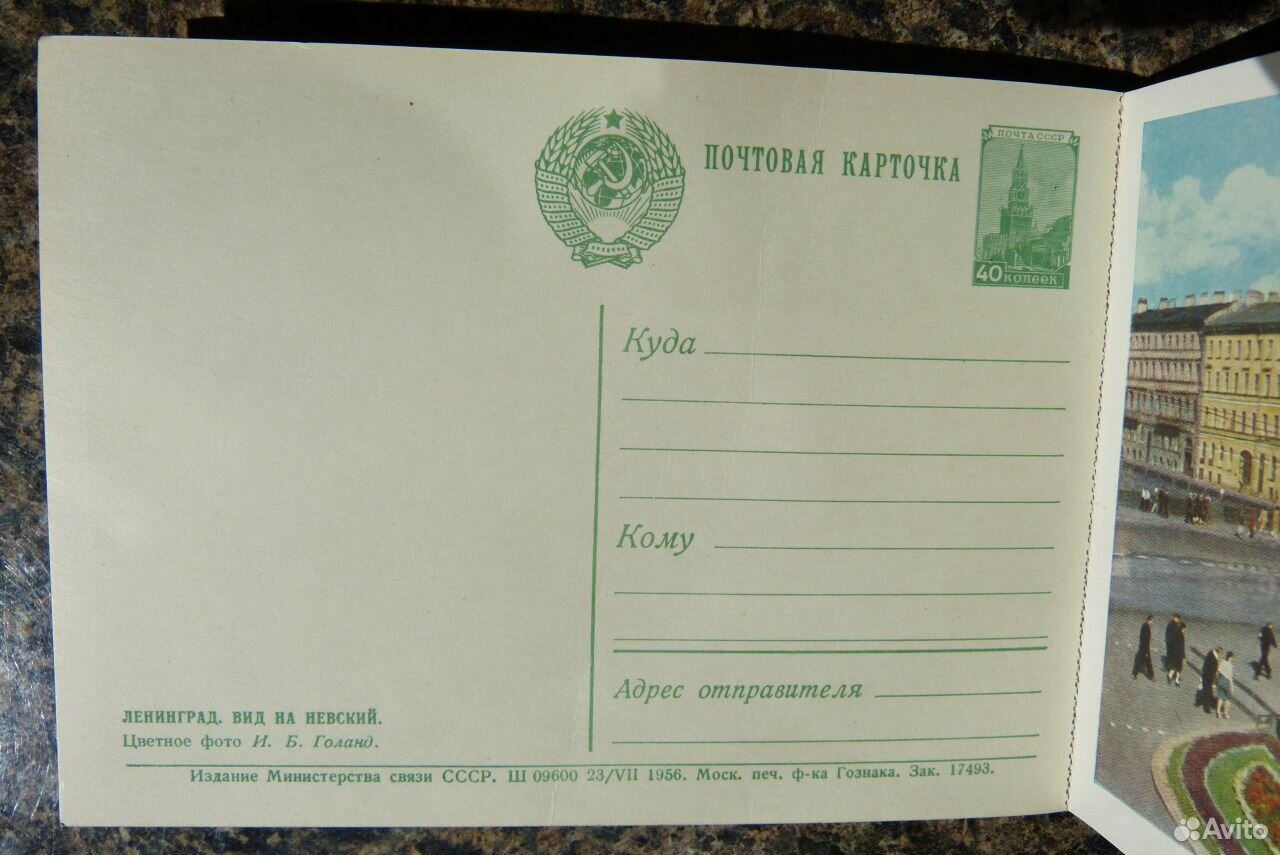 ПОЧТОВАЯ КАРТОЧКА
ПОЧТА СССР
40 КОПЕЕК
Куда
Кому
Адрес отправителя
ЛЕНИНГРАД. ВИД НА НЕВСКИЙ.
Цветное фото И. Б. Голанд.
Издание Министерства связи СССР. Ш 09600 23/VII 1956. Моск. печ. ф-ка Гознака. Зак. 17493.
Avito